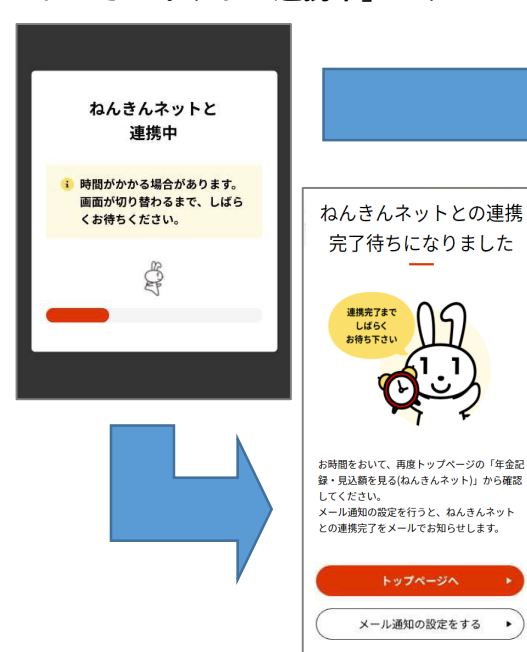 ねんきんネットと
連携中
i 時間がかかる場合があります。
画面が切り替わるまで、しばら
くお待ちください。
ねんきんネットとの連携
完了待ちになりました
連携完了まで
しばらく
お待ち下さい
お時間をおいて、再度トップページの「年金記
録・見込額を見る(ねんきんネット)」から確認
してください。
メール通知の設定を行うと、ねんきんネット
との連携完了をメールでお知らせします。
トップページへ
メール通知の設定をする